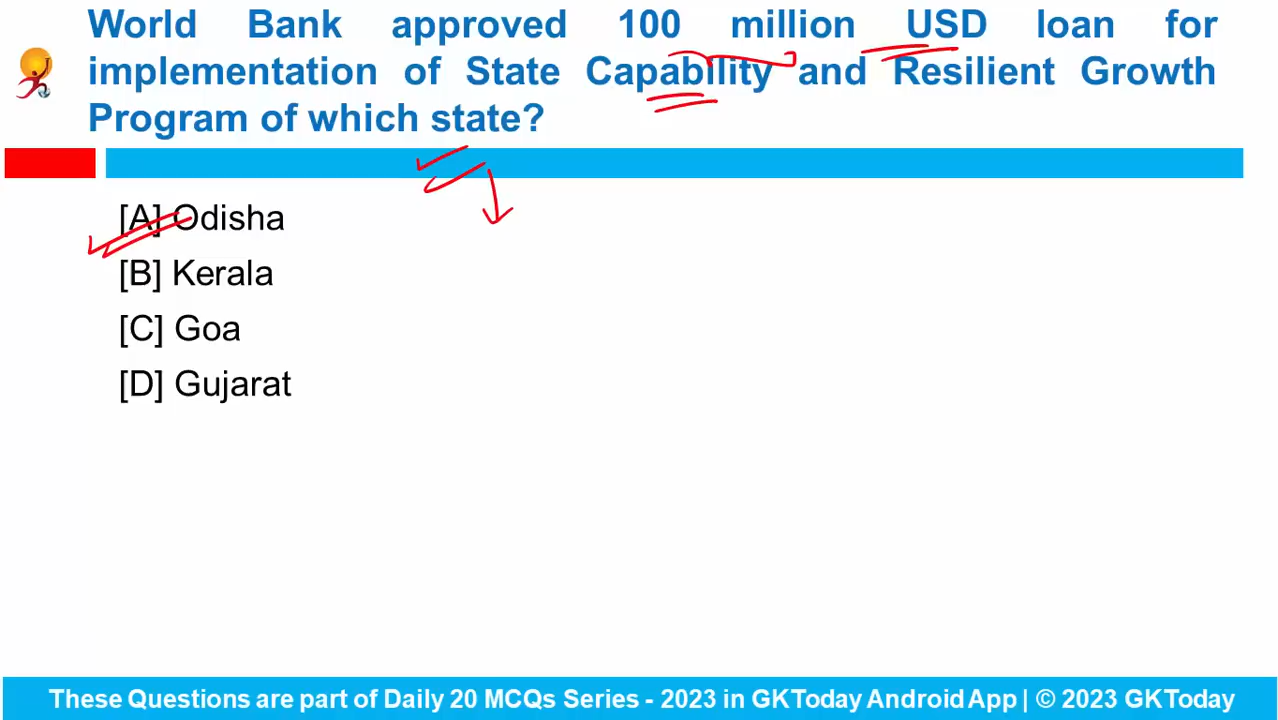 World Bank approved 100 million USD loan for
implementation of State Capability and Resilient Growth
Program of which state?
[A] Odisha
[B] Kerala
[C] Goa
[D] Gujarat
These Questions are part of Daily 20 MCQs Series - 2023 in GKToday Android App | © 2023 GKToday